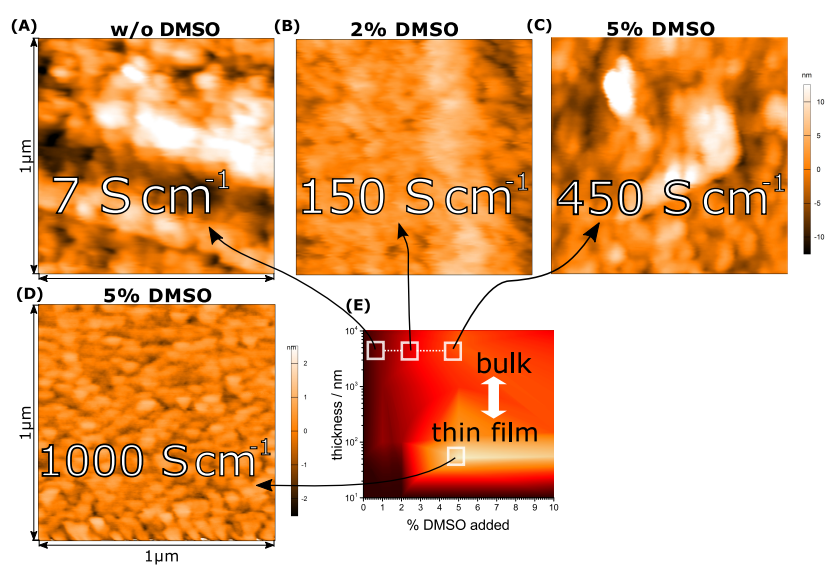 (A) w/o DMSO
(B) 2% DMSO
(C) 5% DMSO
1μm
7 S cm⁻¹
150 S cm⁻¹
450 S cm⁻¹
nm
10
5
0
-5
-10
(D) 5% DMSO
1μm
1000 S cm⁻¹
1μm
nm
2
1
0
-1
-2
(E)
thickness / nm
10⁴
10³
10²
10¹
bulk
thin film
0 1 2 3 4 5 6 7 8 9 10
% DMSO added